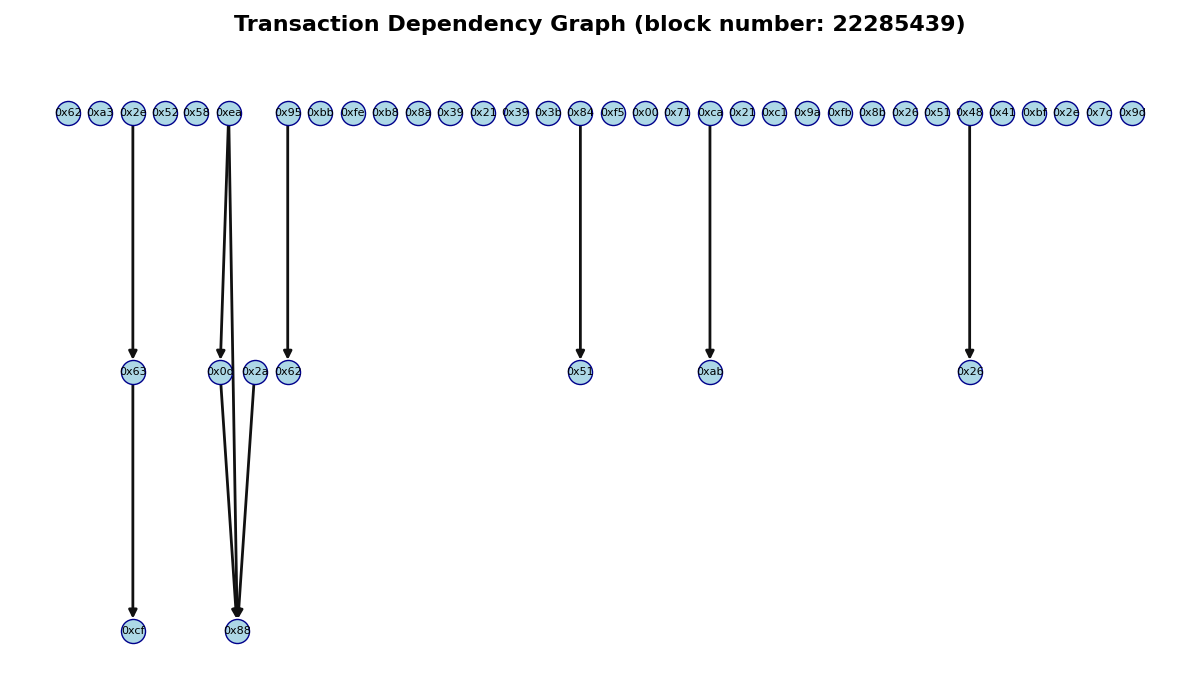 Transaction Dependency Graph (block number: 22285439)
0x62 0xa3 0x2e 0x52 0x58 0xea 0x95 0xbb 0xfe 0xb8 0x8a 0x39 0x21 0x39 0x3b 0x84 0xf5 0x00 0x71 0xca 0x21 0xc1 0x9a 0xfb 0x8b 0x26 0x51 0x48 0x41 0xbf 0x2e 0x7c 0x9d
0x63 0x0d 0x2a 0x62 0x51 0xab 0x26
0xcf 0x88